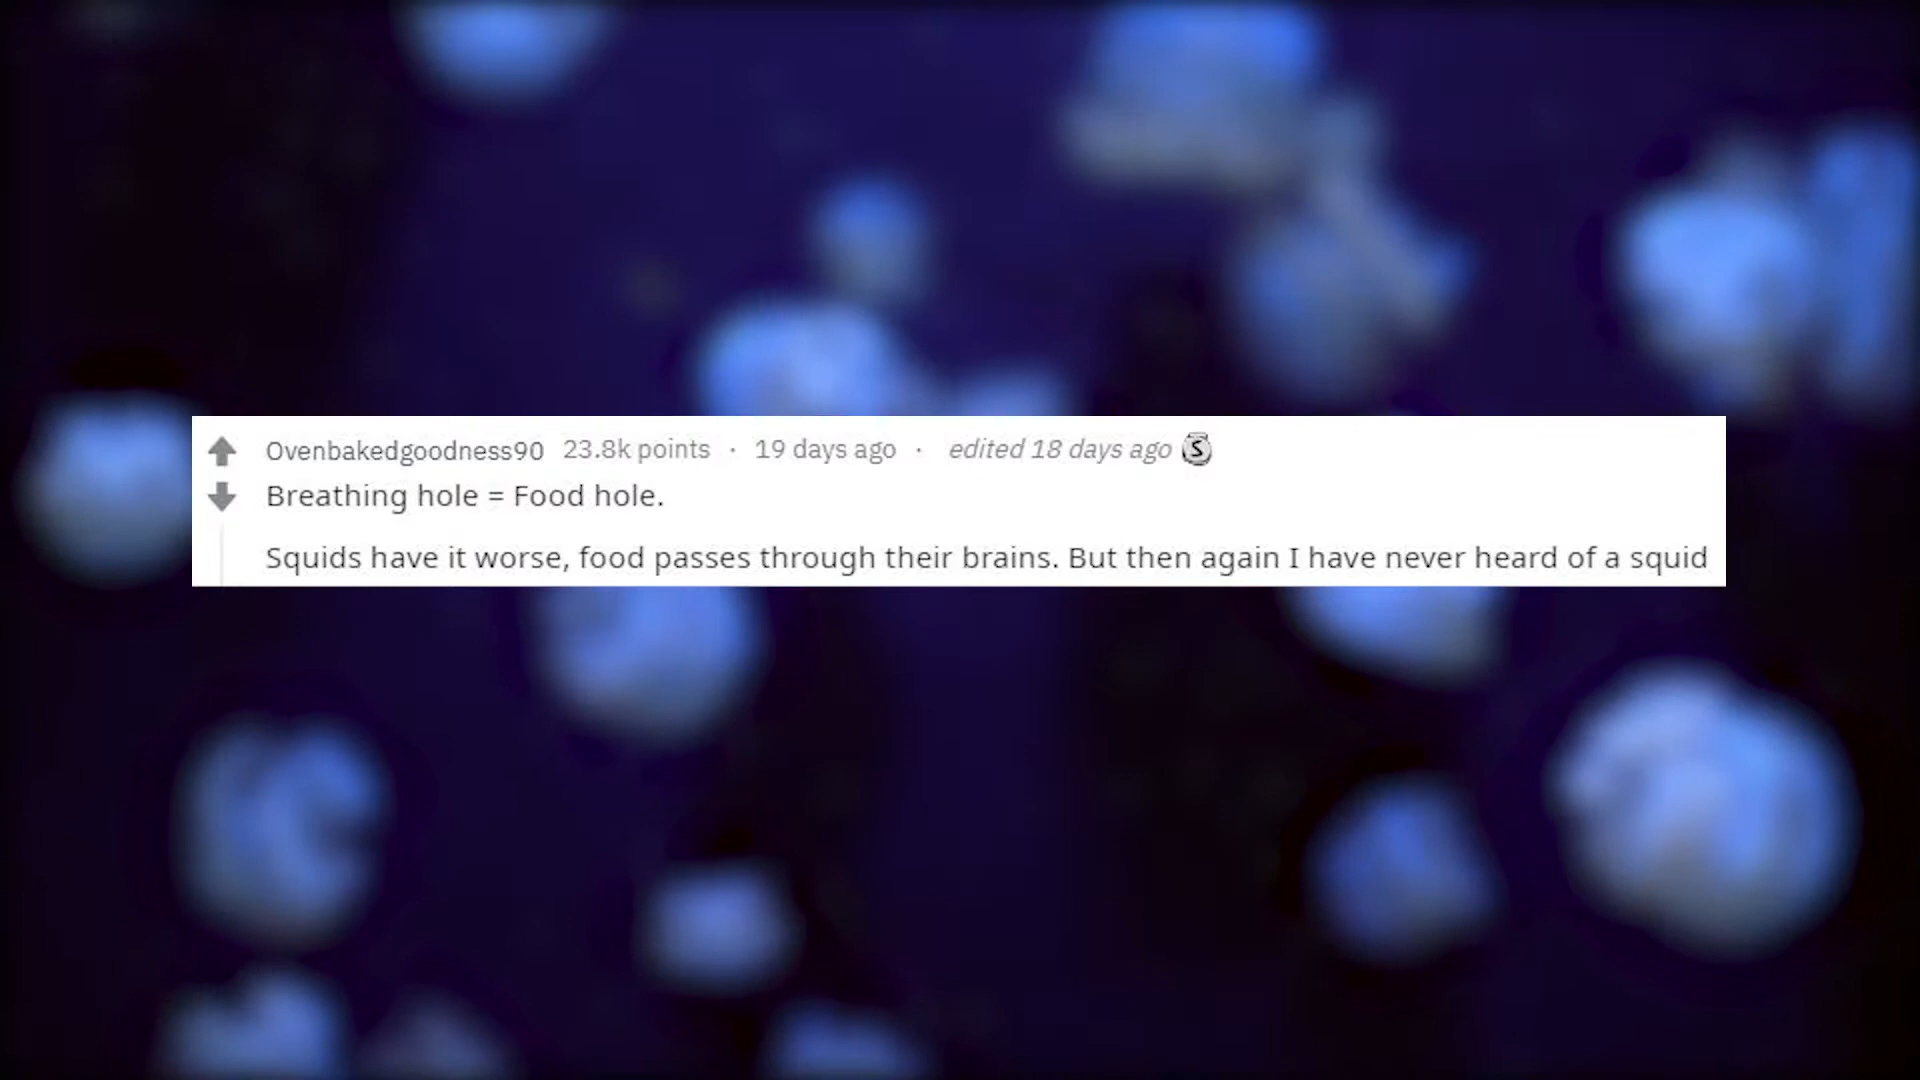 Ovenbakedgoodness90 23.8k points · 19 days ago · edited 18 days ago S
Breathing hole = Food hole.
Squids have it worse, food passes through their brains. But then again I have never heard of a squid